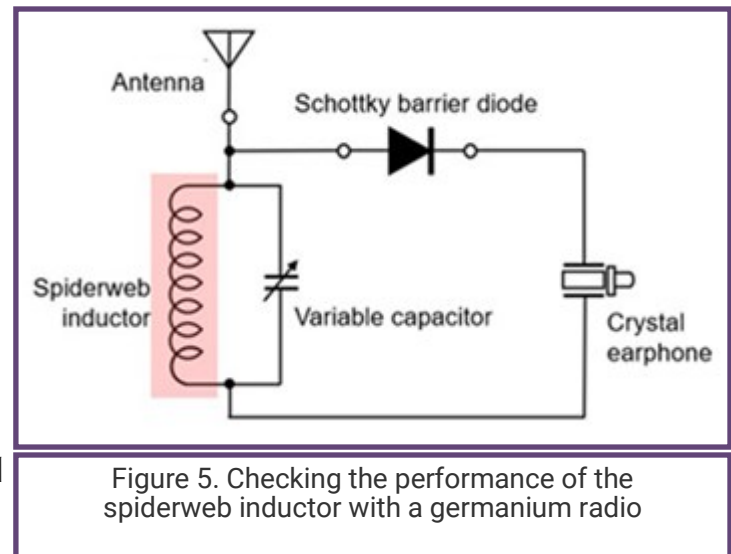 Antenna
Schottky barrier diode
Spiderweb
inductor
Variable capacitor
Crystal
earphone
Figure 5. Checking the performance of the
spiderweb inductor with a germanium radio